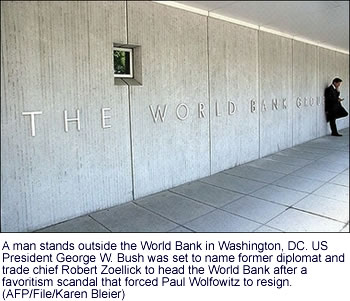 THE WORLD BANK GROUP
A man stands outside the World Bank in Washington, DC. US
President George W. Bush was set to name former diplomat and
trade chief Robert Zoellick to head the World Bank after a
favoritism scandal that forced Paul Wolfowitz to resign.
(AFP/File/Karen Bleier)